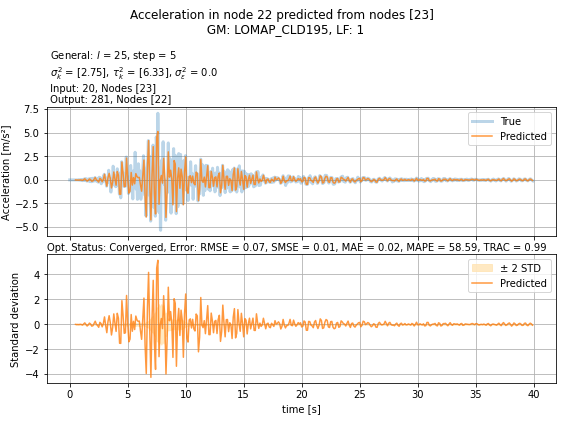 Acceleration in node 22 predicted from nodes [23]
GM: LOMAP_CLD195, LF: 1
General: l = 25, step = 5
σ²ₖ = [2.75], τ²ₖ = [6.33], σ²_ε = 0.0
Input: 20, Nodes [23]
Output: 281, Nodes [22]
7.5
5.0
2.5
0.0
−2.5
−5.0
Acceleration [m/s²]
True
Predicted
Opt. Status: Converged, Error: RMSE = 0.07, SMSE = 0.01, MAE = 0.02, MAPE = 58.59, TRAC = 0.99
4
2
0
−2
−4
Standard deviation
± 2 STD
Predicted
0 5 10 15 20 25 30 35 40
time [s]